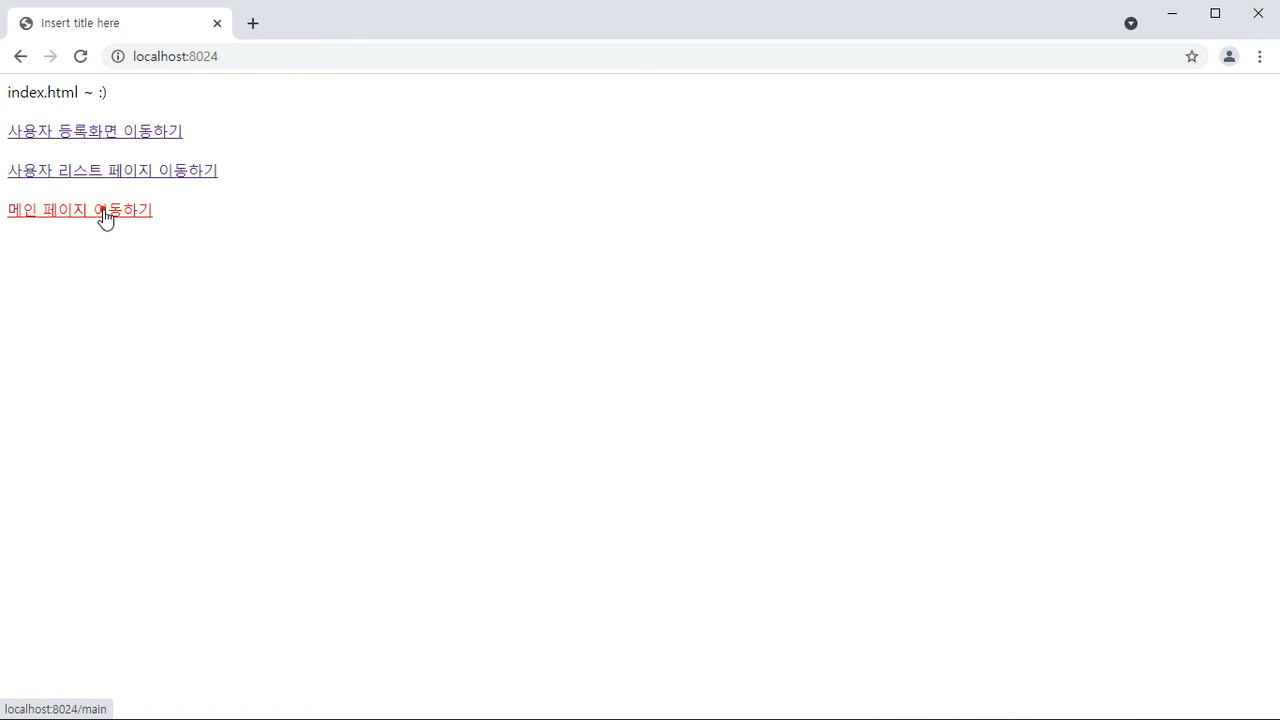 Insert title here
localhost:8024
index.html ~ :)
사용자 등록화면 이동하기
사용자 리스트 페이지 이동하기
메인 페이지 이동하기
localhost:8024/main